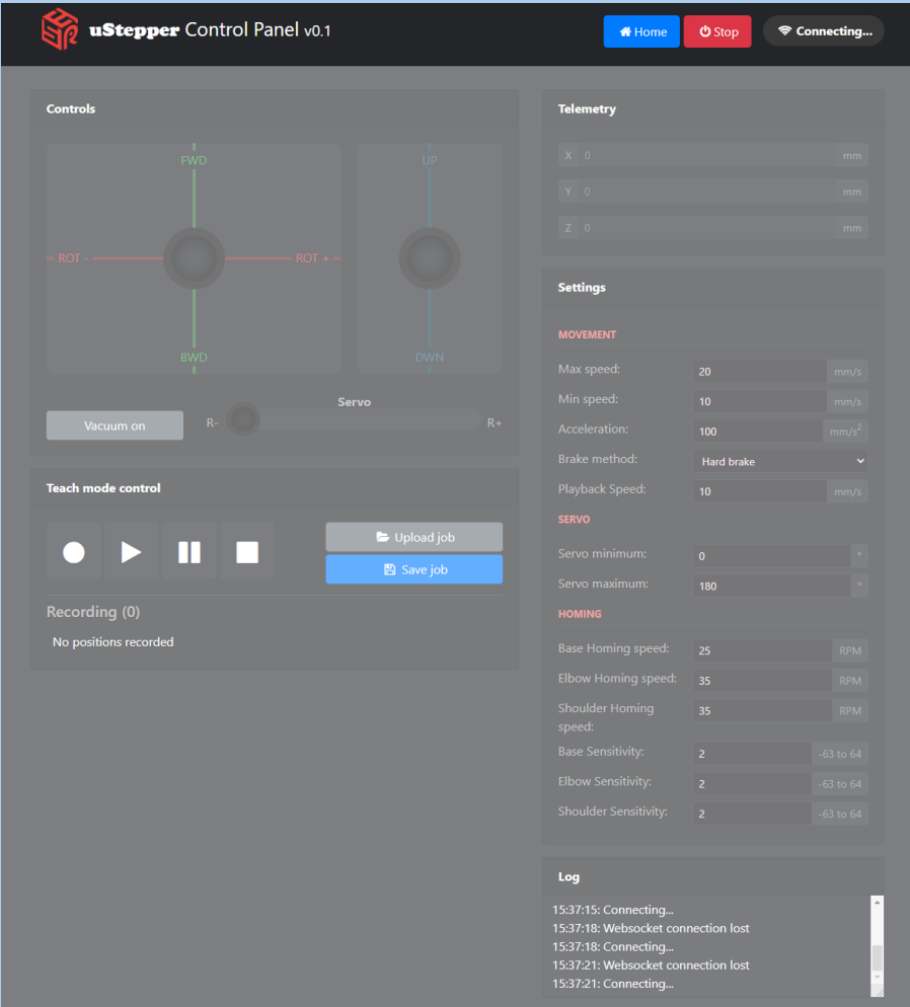 uStepper Control Panel v0.1
Home
Stop
Connecting...
Controls
FWD
ROT -
ROT +
BWD
UP
DWN
Vacuum on
Servo
R-
R+
Teach mode control
Upload job
Save job
Recording (0)
No positions recorded
Telemetry
X 0 mm
Y 0 mm
Z 0 mm
Settings
MOVEMENT
Max speed: 20 mm/s
Min speed: 10 mm/s
Acceleration: 100 mm/s²
Brake method: Hard brake
Playback Speed: 10 mm/s
SERVO
Servo minimum: 0 °
Servo maximum: 180 °
HOMING
Base Homing speed: 25 RPM
Elbow Homing speed: 35 RPM
Shoulder Homing
speed: 35 RPM
Base Sensitivity: 2 -63 to 64
Elbow Sensitivity: 2 -63 to 64
Shoulder Sensitivity: 2 -63 to 64
Log
15:37:15: Connecting...
15:37:18: Websocket connection lost
15:37:18: Connecting...
15:37:21: Websocket connection lost
15:37:21: Connecting...